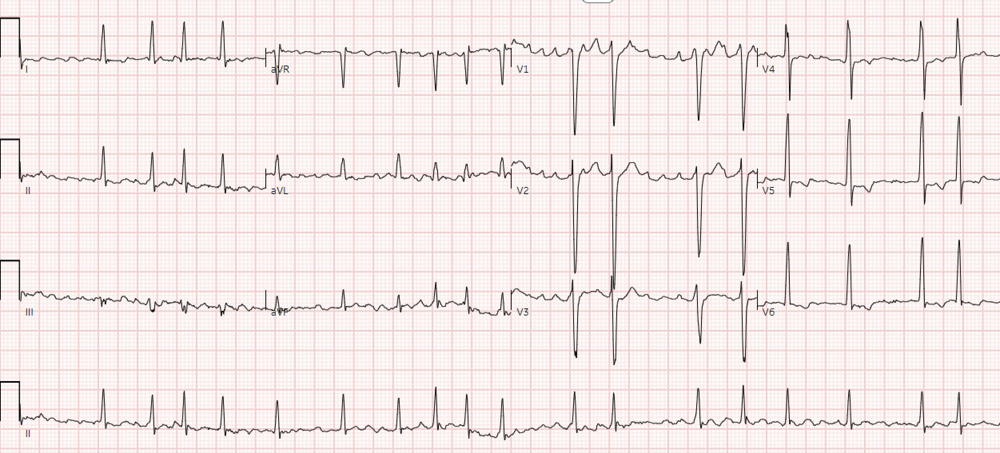 I aVR V1 V4
II aVL V2 V5
III aVF V3 V6
II